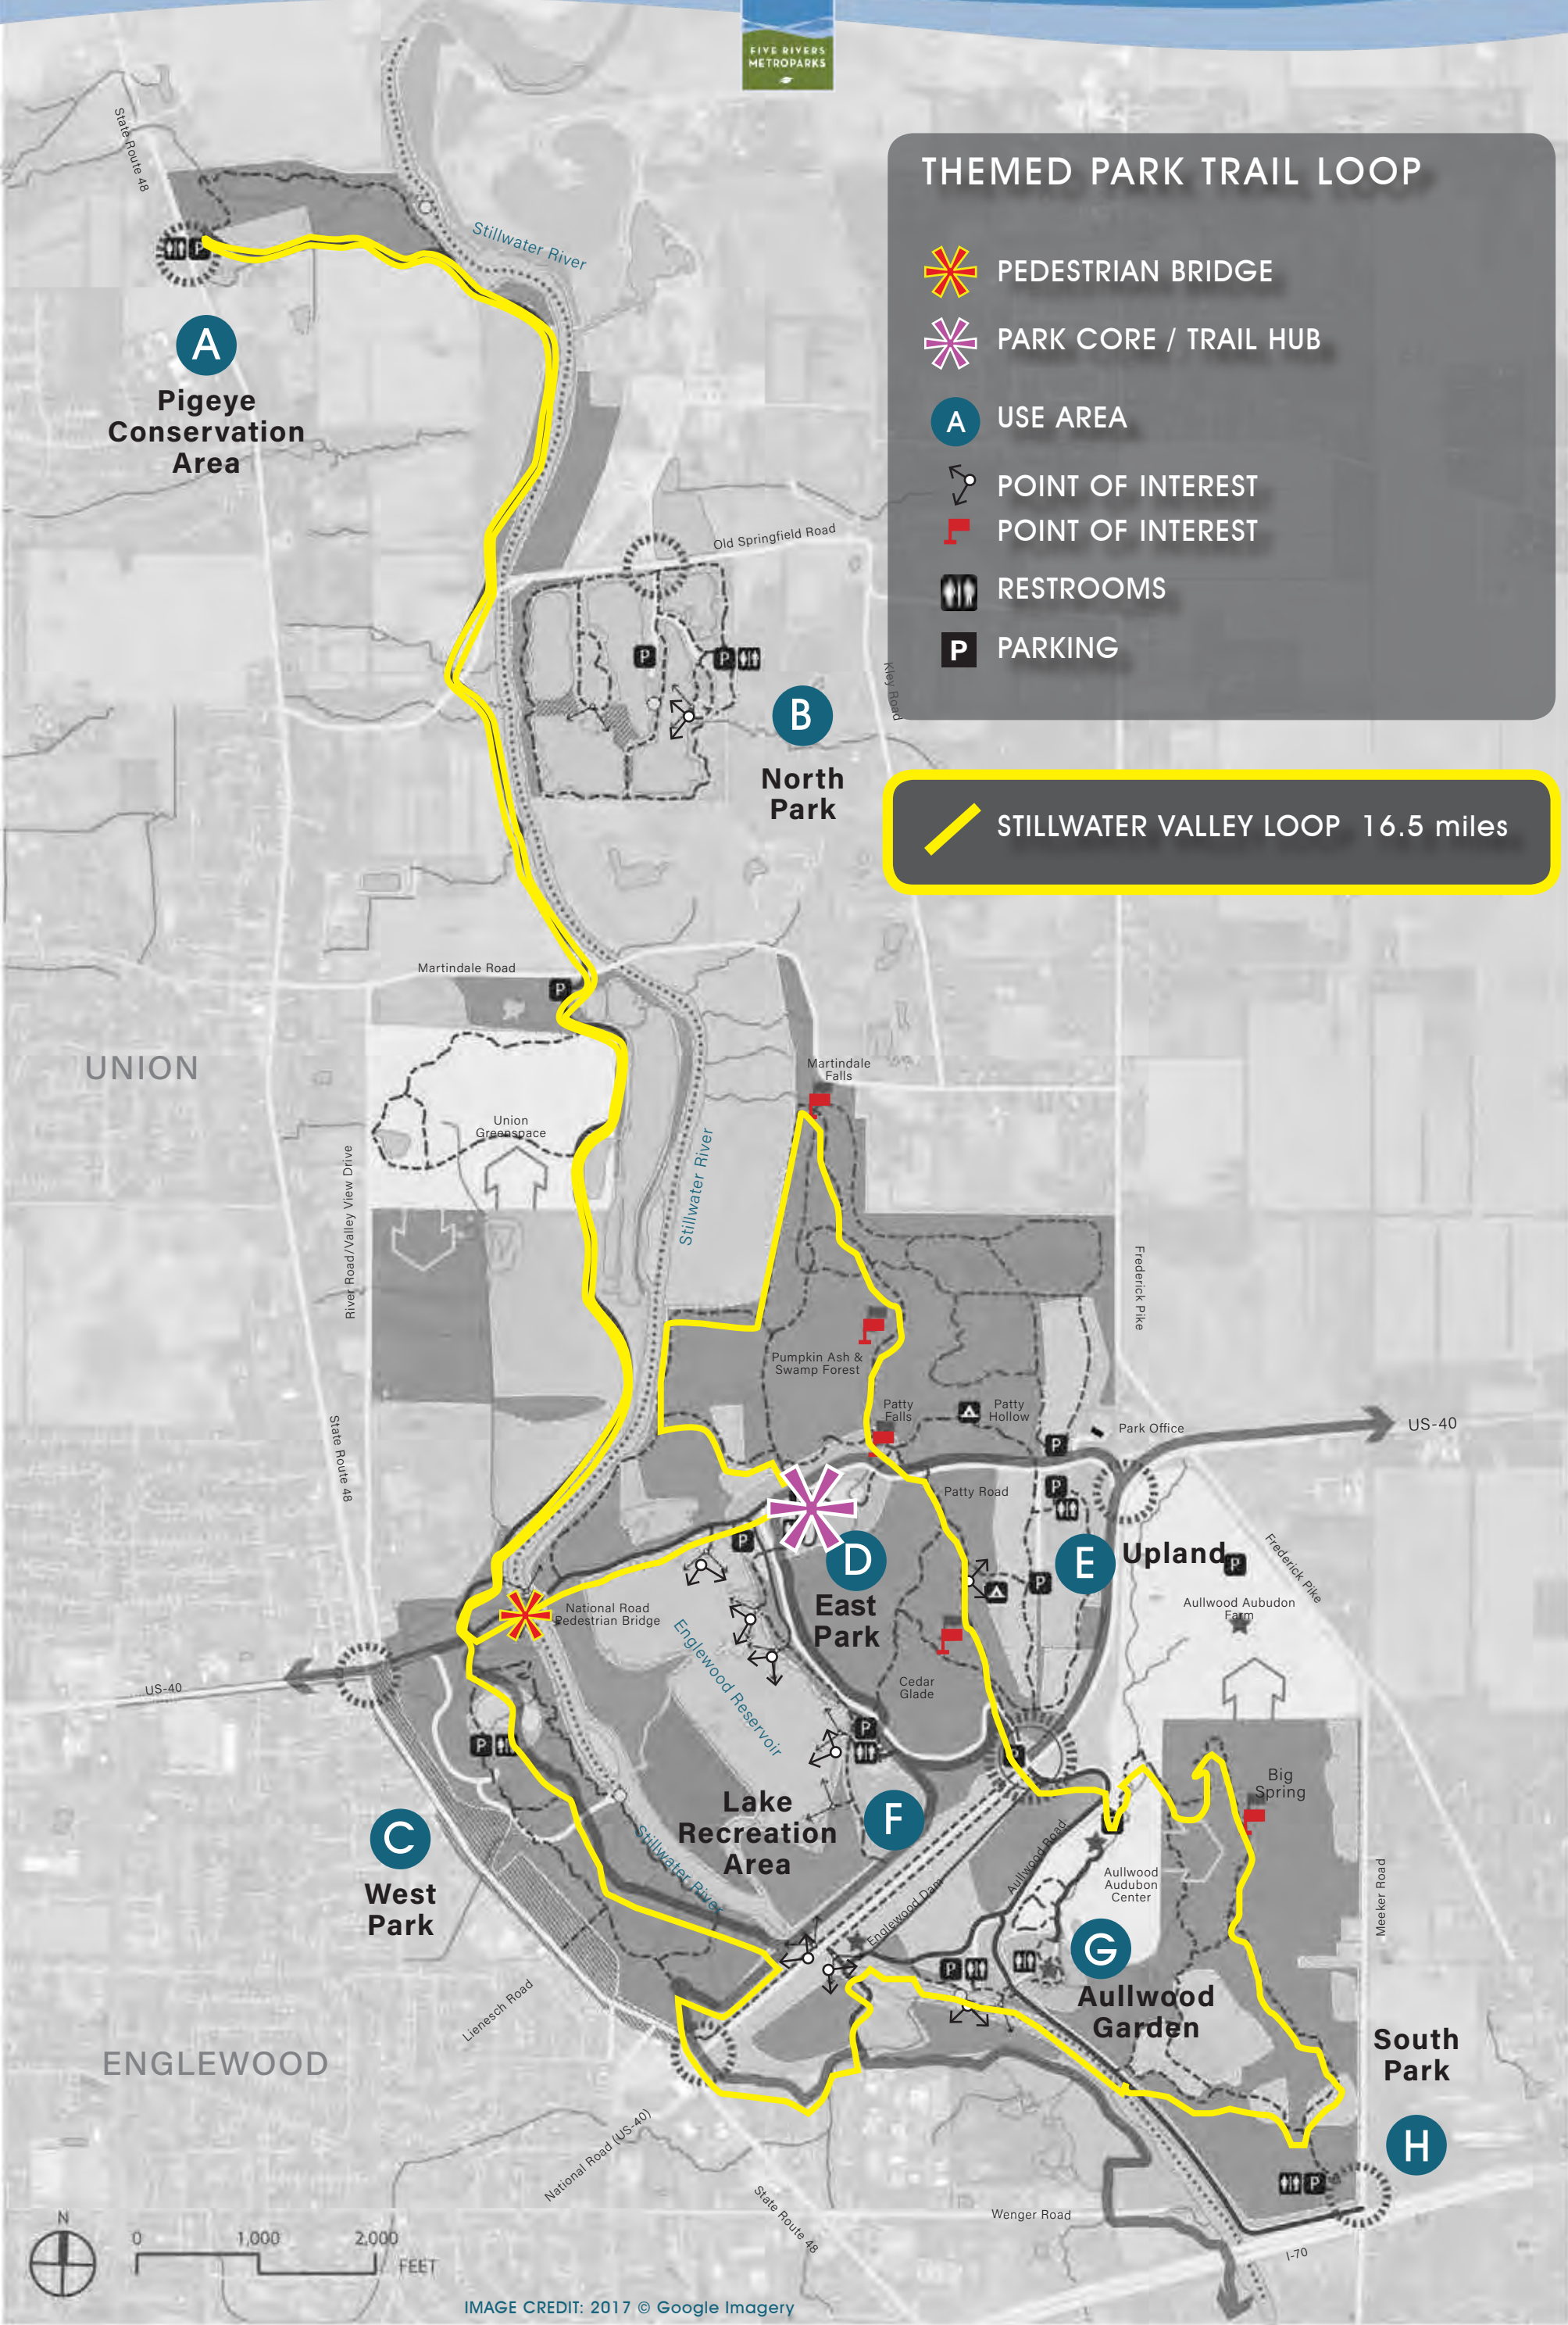 FIVE RIVERS
METROPARKS
THEMED PARK TRAIL LOOP
PEDESTRIAN BRIDGE
PARK CORE / TRAIL HUB
A
USE AREA
POINT OF INTEREST
POINT OF INTEREST
RESTROOMS
P
PARKING
STILLWATER VALLEY LOOP 16.5 miles
State Route 48
P
Stillwater River
A
Pigeye
Conservation
Area
Old Springfield Road
P
P
Kley Road
B
North
Park
Martindale Road
P
UNION
Martindale
Falls
Union
Greenspace
Stillwater River
River Road/Valley View Drive
Frederick Pike
Pumpkin Ash &
Swamp Forest
Patty
Falls
Patty
Hollow
Park Office
P
US-40
State Route 48
P
Patty Road
P
D
East
Park
E
Upland
P
P
Frederick Pike
National Road
Pedestrian Bridge
Aullwood Aubudon
Farm
Englewood Reservoir
Cedar
Glade
US-40
P
P
P
Big
Spring
Lake
Recreation
Area
F
C
West
Park
Stillwater River
Aullwood Road
Aullwood
Audubon
Center
Meeker Road
Englewood Dam
G
P
Aullwood
Garden
Lienesch Road
ENGLEWOOD
South
Park
H
National Road (US-40)
P
State Route 48
Wenger Road
I-70
N
0 1,000 2,000
FEET
IMAGE CREDIT: 2017 © Google Imagery